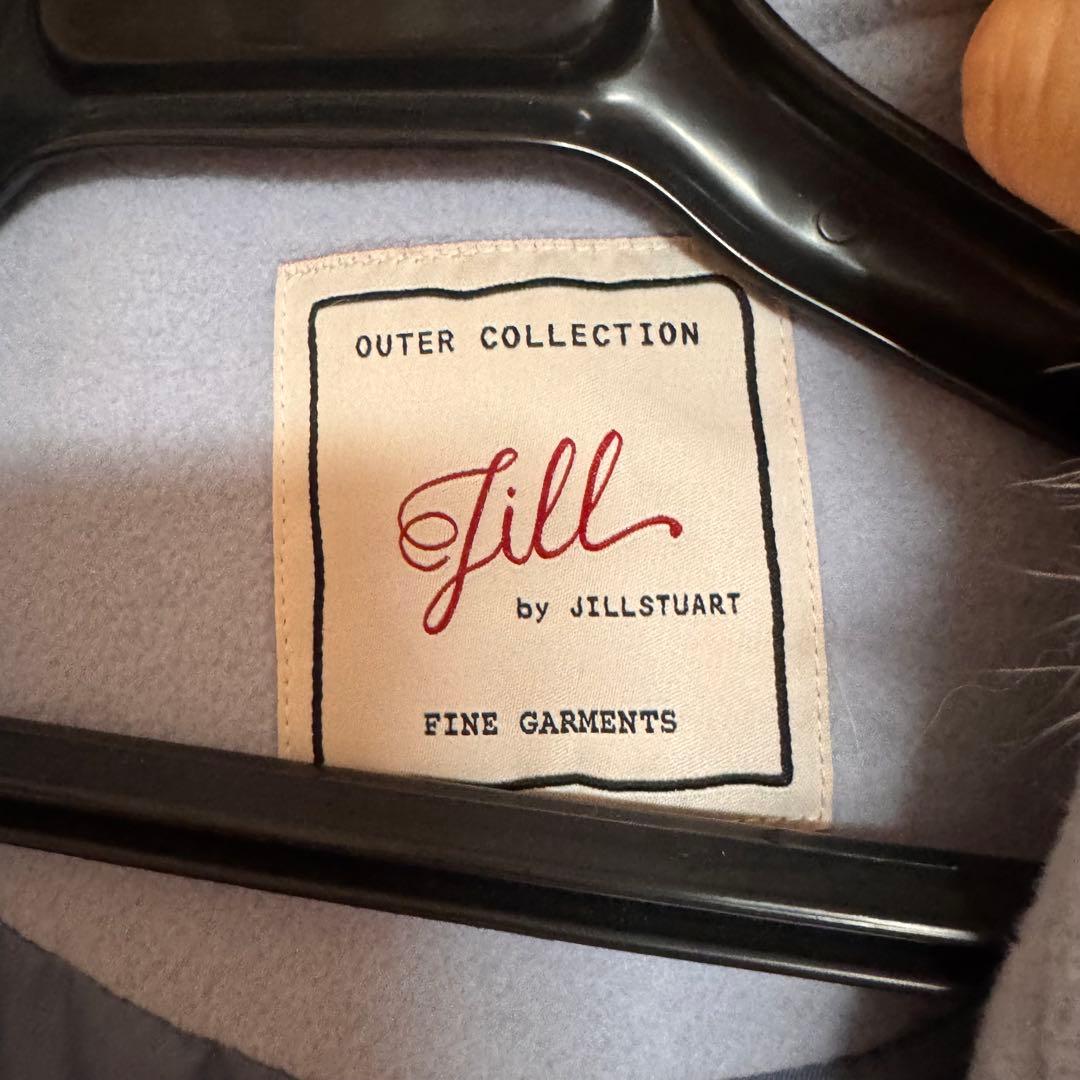 OUTER COLLECTION
Jill
by JILLSTUART
FINE GARMENTS